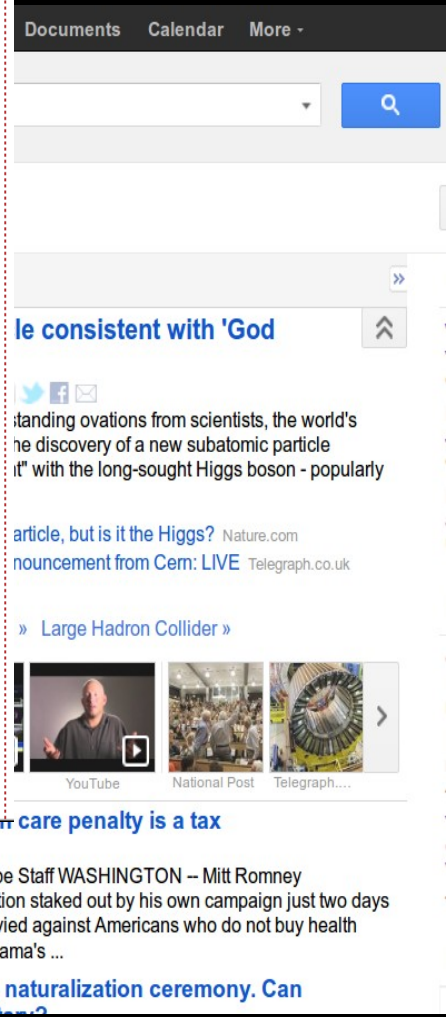 Documents Calendar More
le consistent with 'God
standing ovations from scientists, the world's
he discovery of a new subatomic particle
nt" with the long-sought Higgs boson - popularly
article, but is it the Higgs? Nature.com
nouncement from Cern: LIVE Telegraph.co.uk
» Large Hadron Collider »
YouTube National Post Telegraph....
care penalty is a tax
be Staff WASHINGTON -- Mitt Romney
tion staked out by his own campaign just two days
vied against Americans who do not buy health
ama's ...
naturalization ceremony. Can